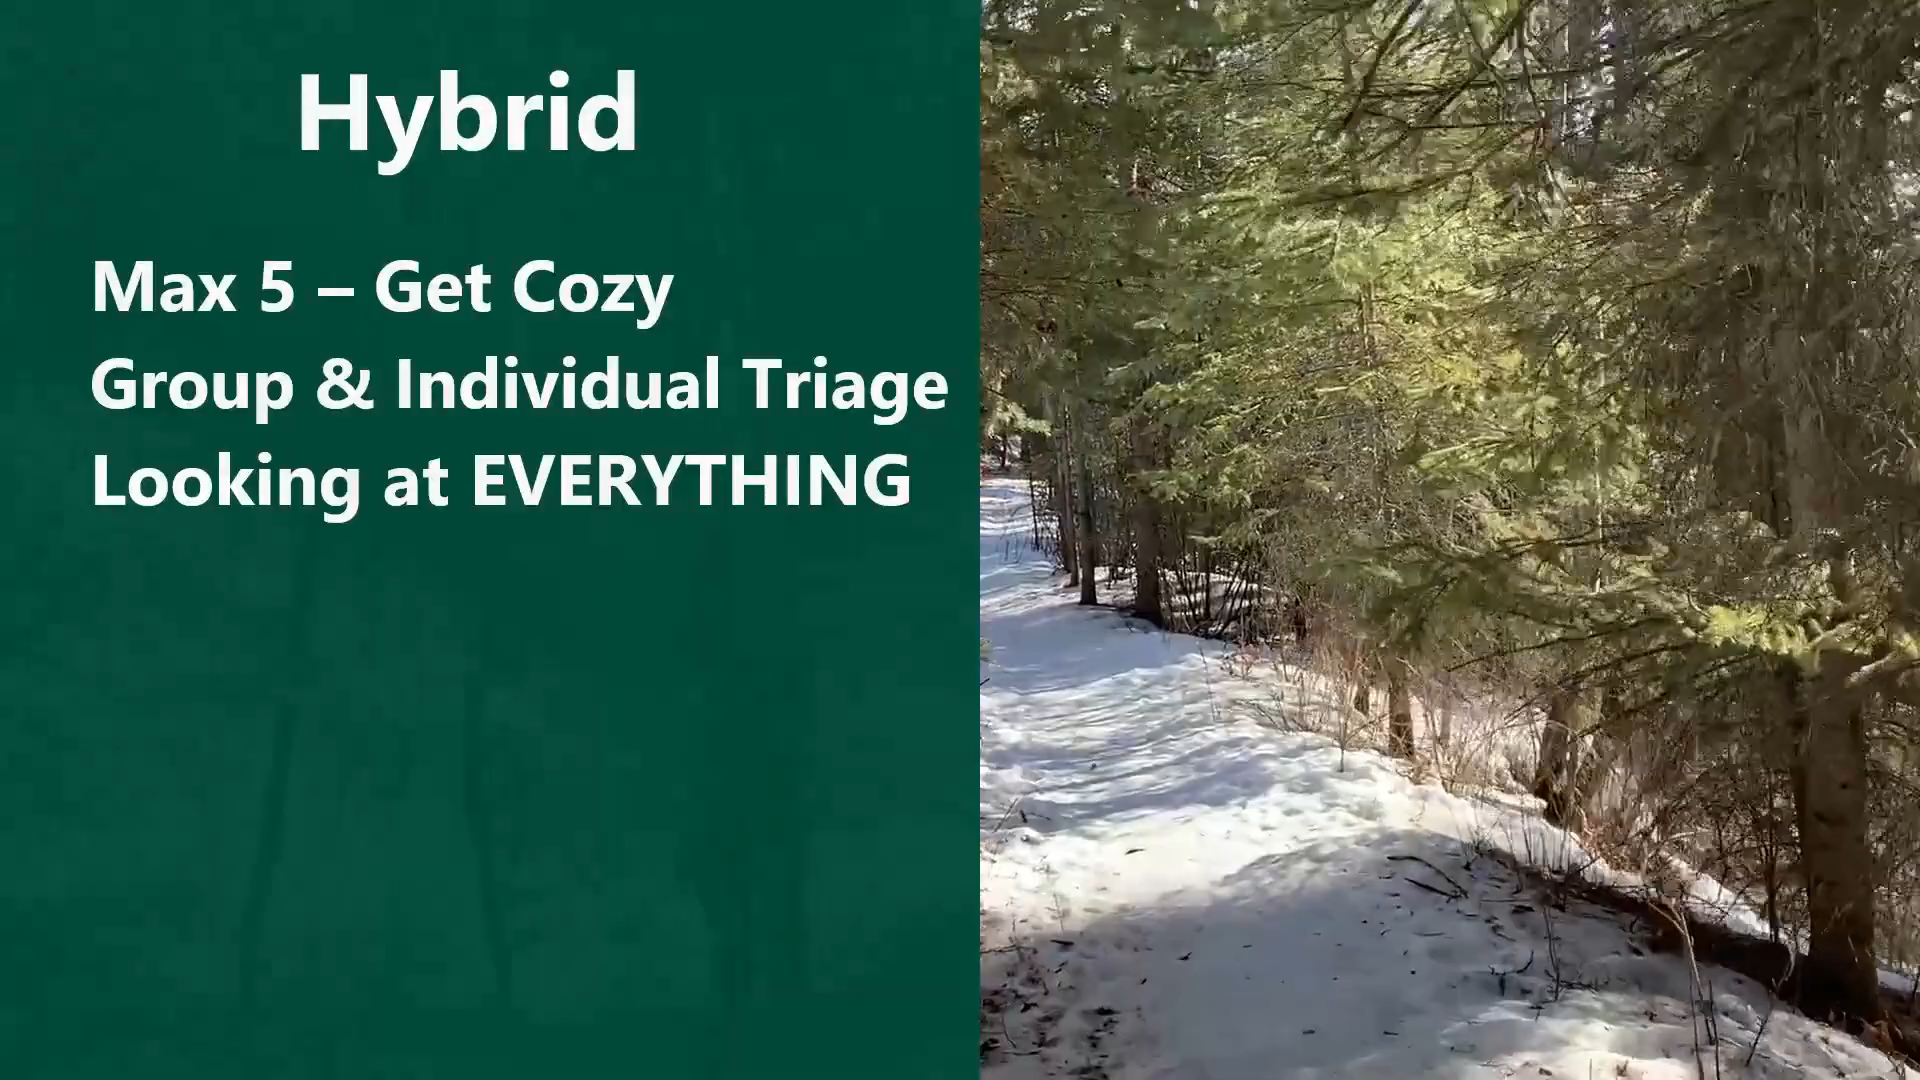 Hybrid
Max 5 – Get Cozy
Group & Individual Triage
Looking at EVERYTHING